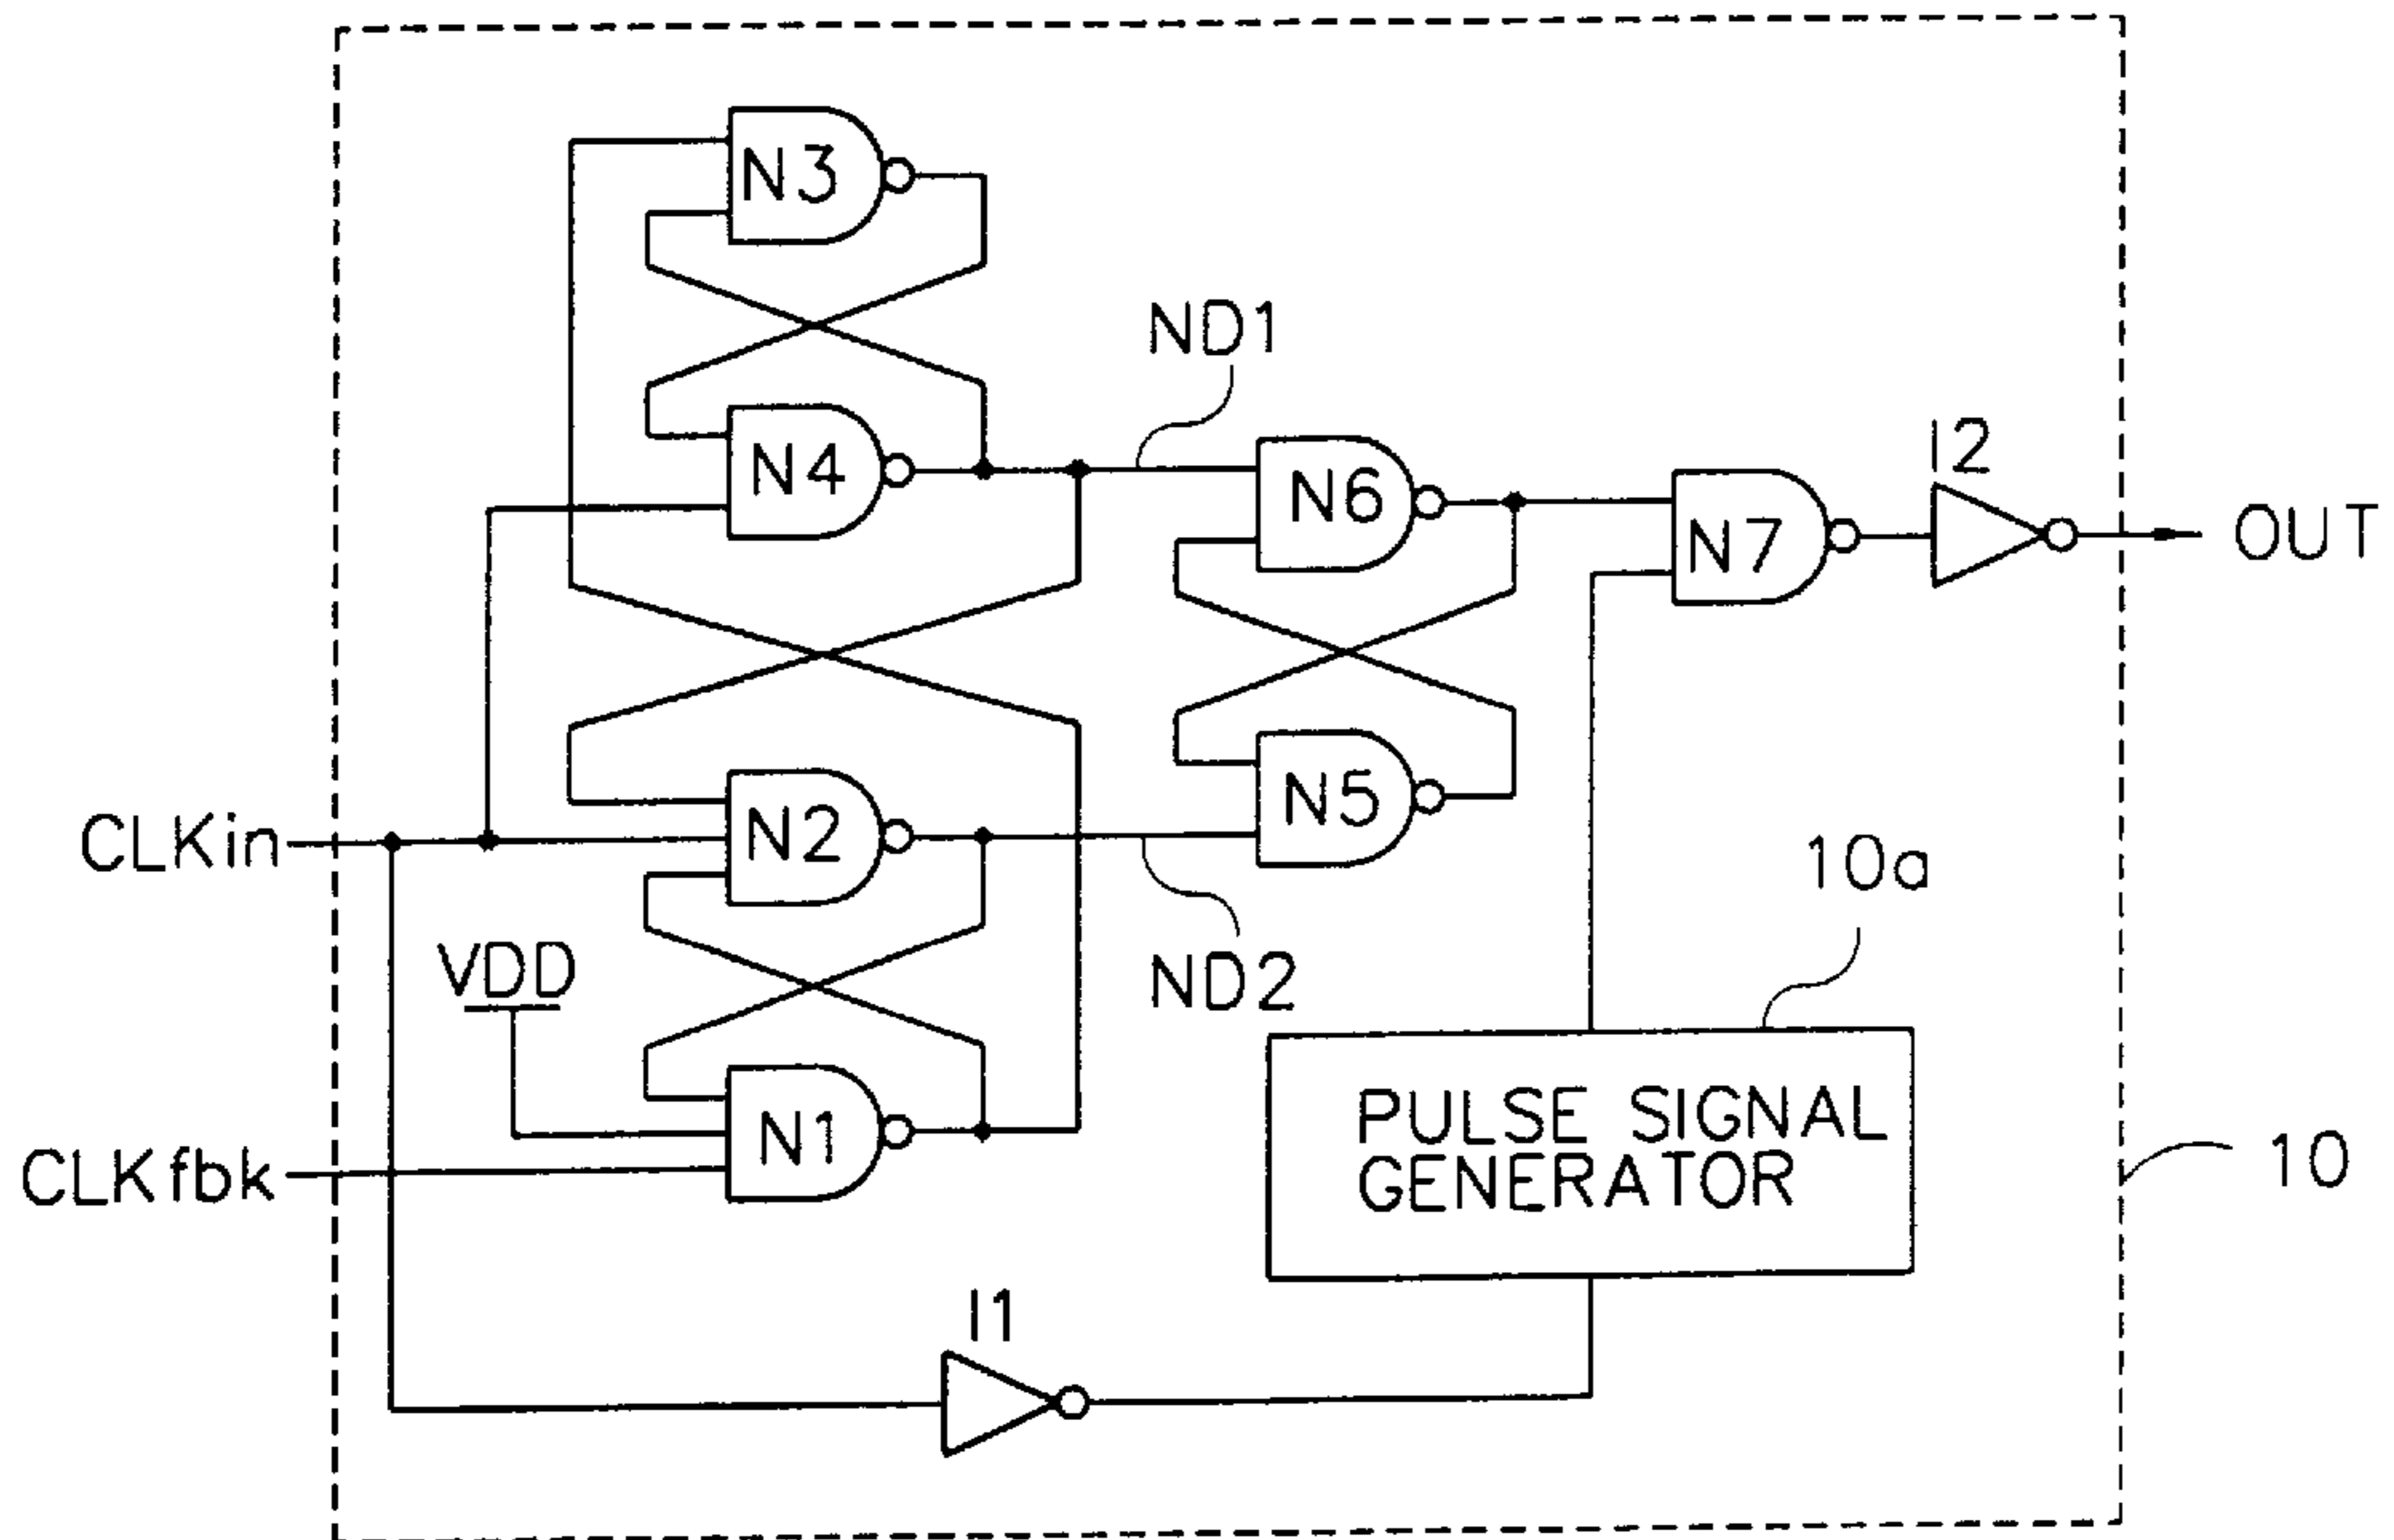 N3
ND1
N4
N6
I2
N7
OUT
CLKin
N2
N5
10a
VDD
ND2
N1
PULSE SIGNAL
GENERATOR
10
CLKfbk
I1